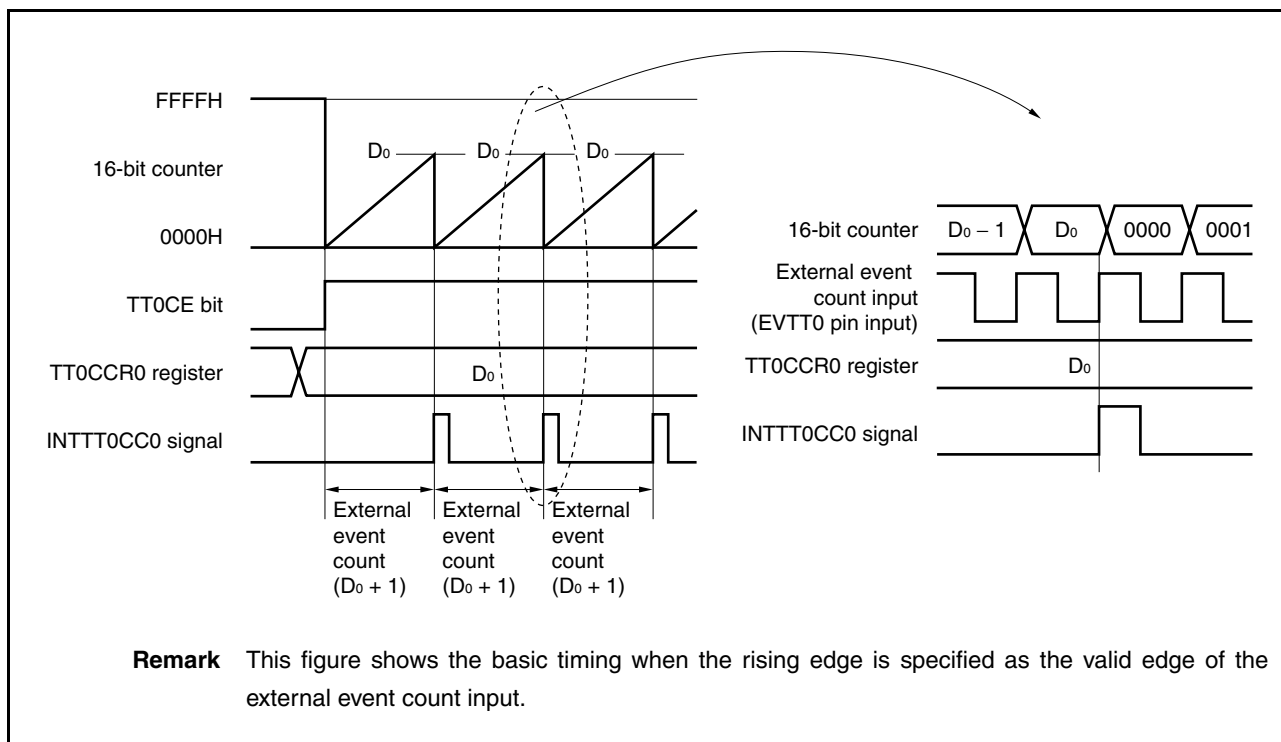 FFFFH
D₀
D₀
D₀
16-bit counter
0000H
TT0CE bit
TT0CCR0 register
D₀
INTTT0CC0 signal
External
event
count
(D₀ + 1)
External
event
count
(D₀ + 1)
External
event
count
(D₀ + 1)
16-bit counter
D₀ – 1
D₀
0000
0001
External event
count input
(EVTT0 pin input)
TT0CCR0 register
D₀
INTTT0CC0 signal
Remark This figure shows the basic timing when the rising edge is specified as the valid edge of the
external event count input.